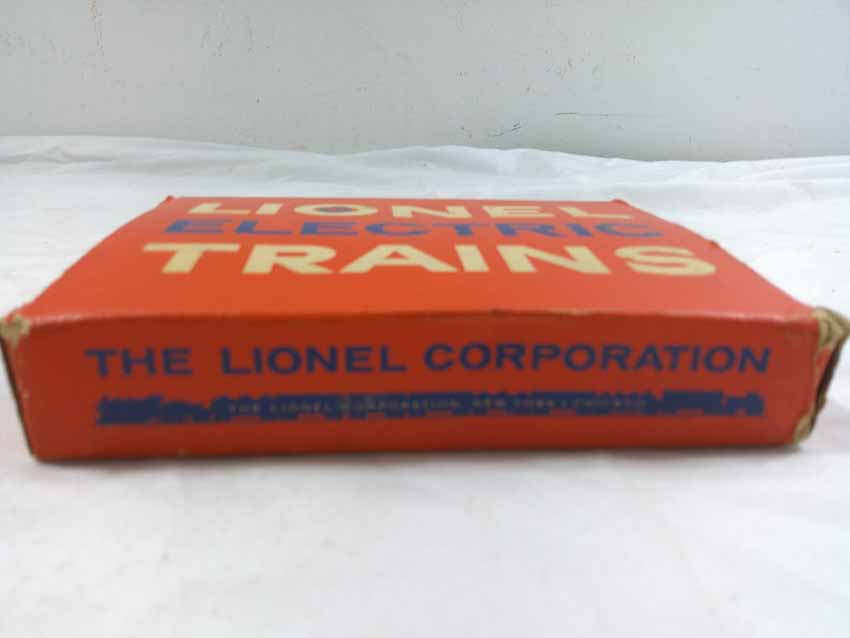 LIONEL
ELECTRIC
TRAINS
THE LIONEL CORPORATION
THE LIONEL CORPORATION, NEW YORK • CHICAGO